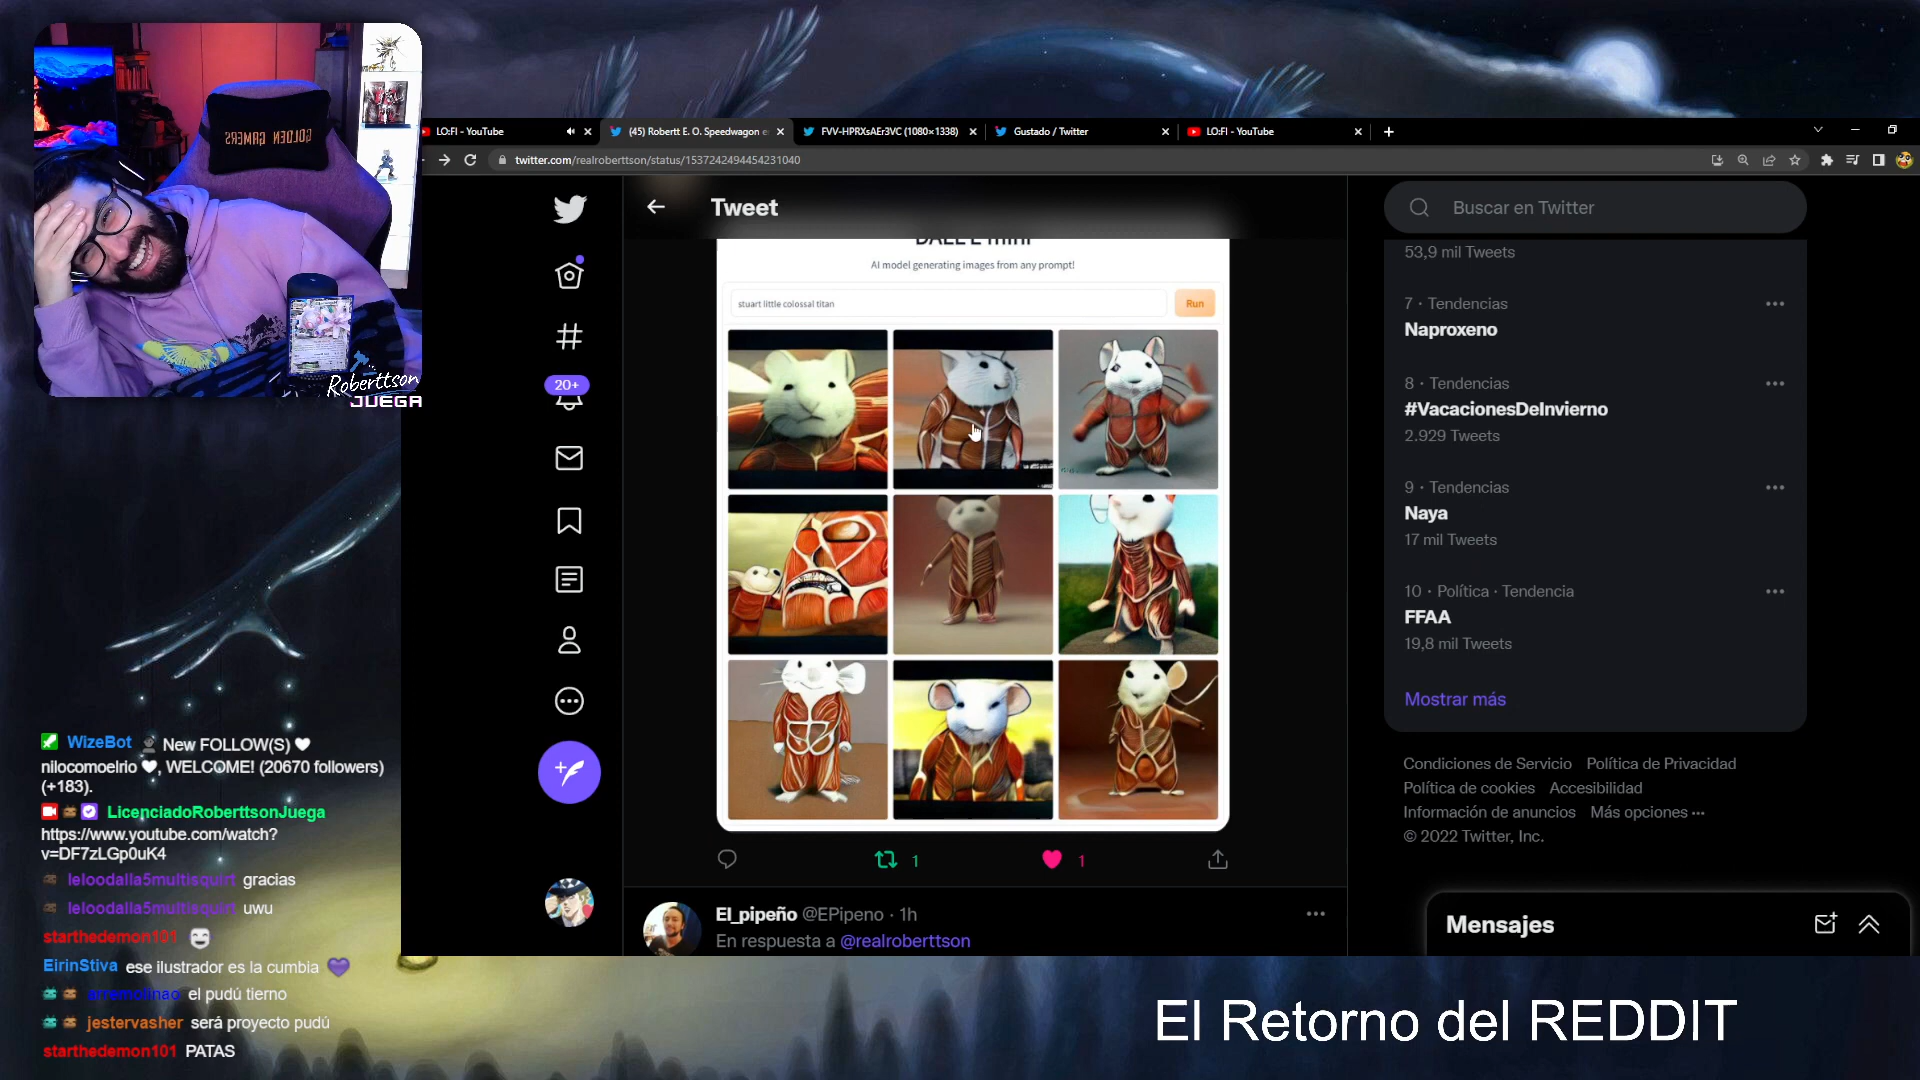 GOLDEN GAMERS
Roberttson
JUEGA
LO:FI - YouTube
(45) Robertt E. O. Speedwagon e
FVV-HPRXsAEr3VC (1080×1338)
Gustado / Twitter
LO:FI - YouTube
twitter.com/realroberttson/status/1537242494454231040
Tweet
Buscar en Twitter
DALL·E mini
AI model generating images from any prompt!
stuart little colossal titan
Run
20+
53,9 mil Tweets
7 · Tendencias
Naproxeno
8 · Tendencias
#VacacionesDeInvierno
2.929 Tweets
9 · Tendencias
Naya
17 mil Tweets
10 · Política · Tendencia
FFAA
19,8 mil Tweets
Mostrar más
Condiciones de Servicio Política de Privacidad
Política de cookies Accesibilidad
Información de anuncios Más opciones ···
© 2022 Twitter, Inc.
1
1
El_pipeño @EPipeno · 1h
En respuesta a @realroberttson
Mensajes
WizeBot New FOLLOW(S)
nilocomoelrio , WELCOME! (20670 followers)
(+183).
LicenciadoRoberttsonJuega
https://www.youtube.com/watch?
v=DF7zLGp0uK4
leloodalla5multisquirt gracias
leloodalla5multisquirt uwu
starthedemon101
EirinStiva ese ilustrador es la cumbia
arremolinao el pudú tierno
jestervasher será proyecto pudú
starthedemon101 PATAS
El Retorno del REDDIT